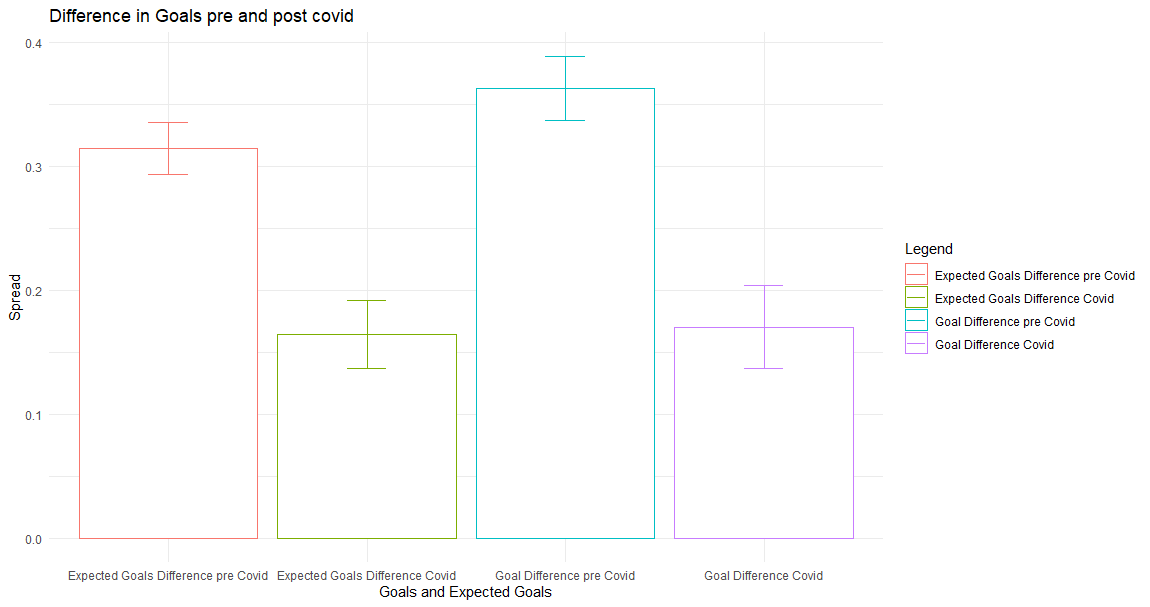 Difference in Goals pre and post covid
0.4
0.3
0.2
0.1
0.0
Spread
Expected Goals Difference pre Covid
Expected Goals Difference Covid
Goal Difference pre Covid
Goal Difference Covid
Goals and Expected Goals
Legend
Expected Goals Difference pre Covid
Expected Goals Difference Covid
Goal Difference pre Covid
Goal Difference Covid